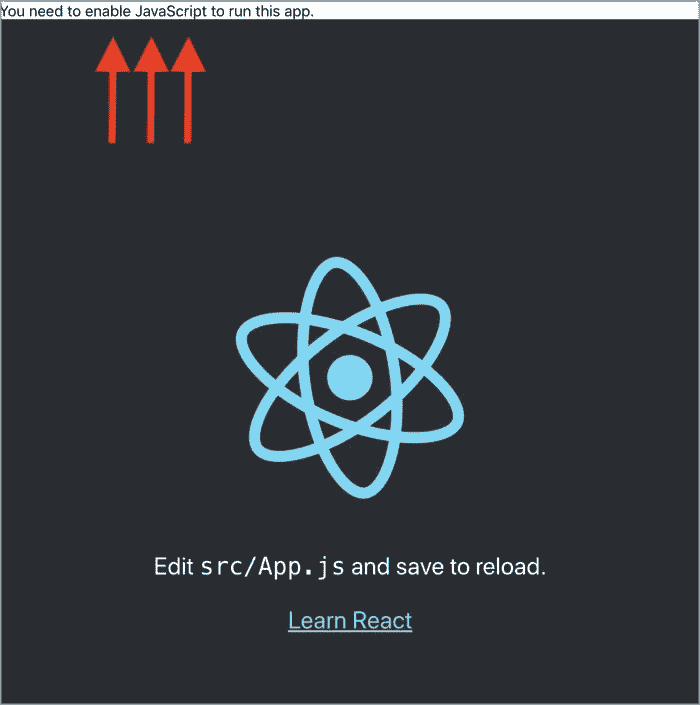 You need to enable JavaScript to run this app.
Edit src/App.js and save to reload.
Learn React